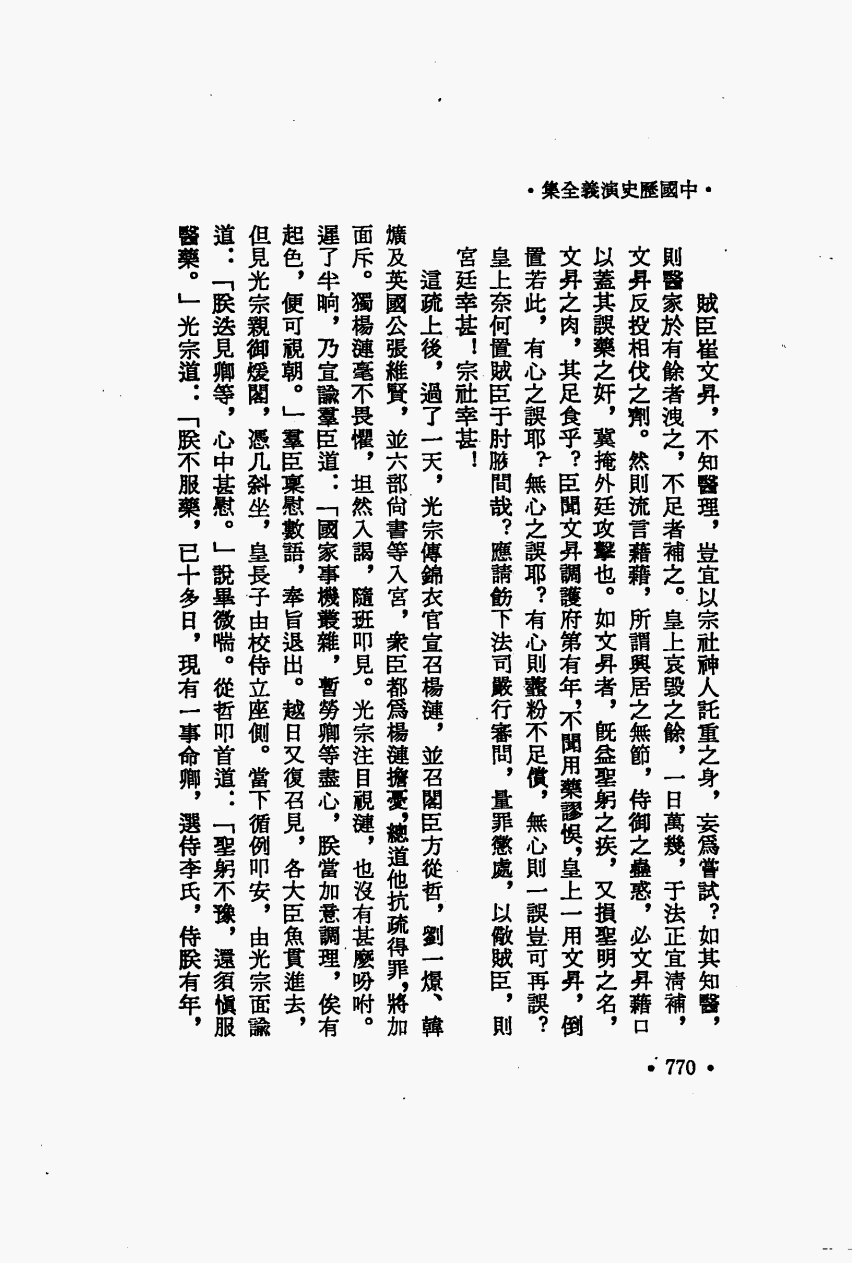 ·中國歷史演義全集·
賊臣崔文昇，不知醫理，豈宜以宗社神人託重之身，妄爲嘗試？如其知醫，
則醫家於有餘者洩之，不足者補之。皇上哀毀之餘，一日萬幾，于法正宜清補，
文昇反投相伐之劑。然則流言藉藉，所謂興居之無節，侍御之蠱惑，必文昇藉口
以蓋其誤藥之奸，冀掩外廷攻擊也。如文昇者，既益聖躬之疾，又損聖明之名，
文昇之肉，其足食乎？臣聞文昇調護府第有年，不聞用藥謬悞，皇上一用文昇，倒
置若此，有心之誤耶？無心之誤耶？有心則虀粉不足償，無心則一誤豈可再誤？
皇上奈何置賊臣于肘腋間哉？應請飭下法司嚴行審問，量罪懲處，以儆賊臣，則
宮廷幸甚！宗社幸甚！
這疏上後，過了一天，光宗傳錦衣官宣召楊漣，並召閣臣方從哲，劉一燝、韓
爌及英國公張維賢，並六部尙書等入宮，衆臣都爲楊漣擔憂，總道他抗疏得罪，將加
面斥。獨楊漣毫不畏懼，坦然入謁，隨班叩見。光宗注目視漣，也沒有甚麼吩咐。
遲了半晌，乃宣諭羣臣道：「國家事機叢雜，暫勞卿等盡心，朕當加意調理，俟有
起色，便可視朝。」羣臣稟慰數語，奉旨退出。越日又復召見，各大臣魚貫進去，
但見光宗親御煖閣，憑几斜坐，皇長子由校侍立座側。當下循例叩安，由光宗面諭
道：「朕迭見卿等，心中甚慰。」說畢微喘。從哲叩首道：「聖躬不豫，還須愼服
醫藥。」光宗道：「朕不服藥，已十多日，現有一事命卿，選侍李氏，侍朕有年，
·770·